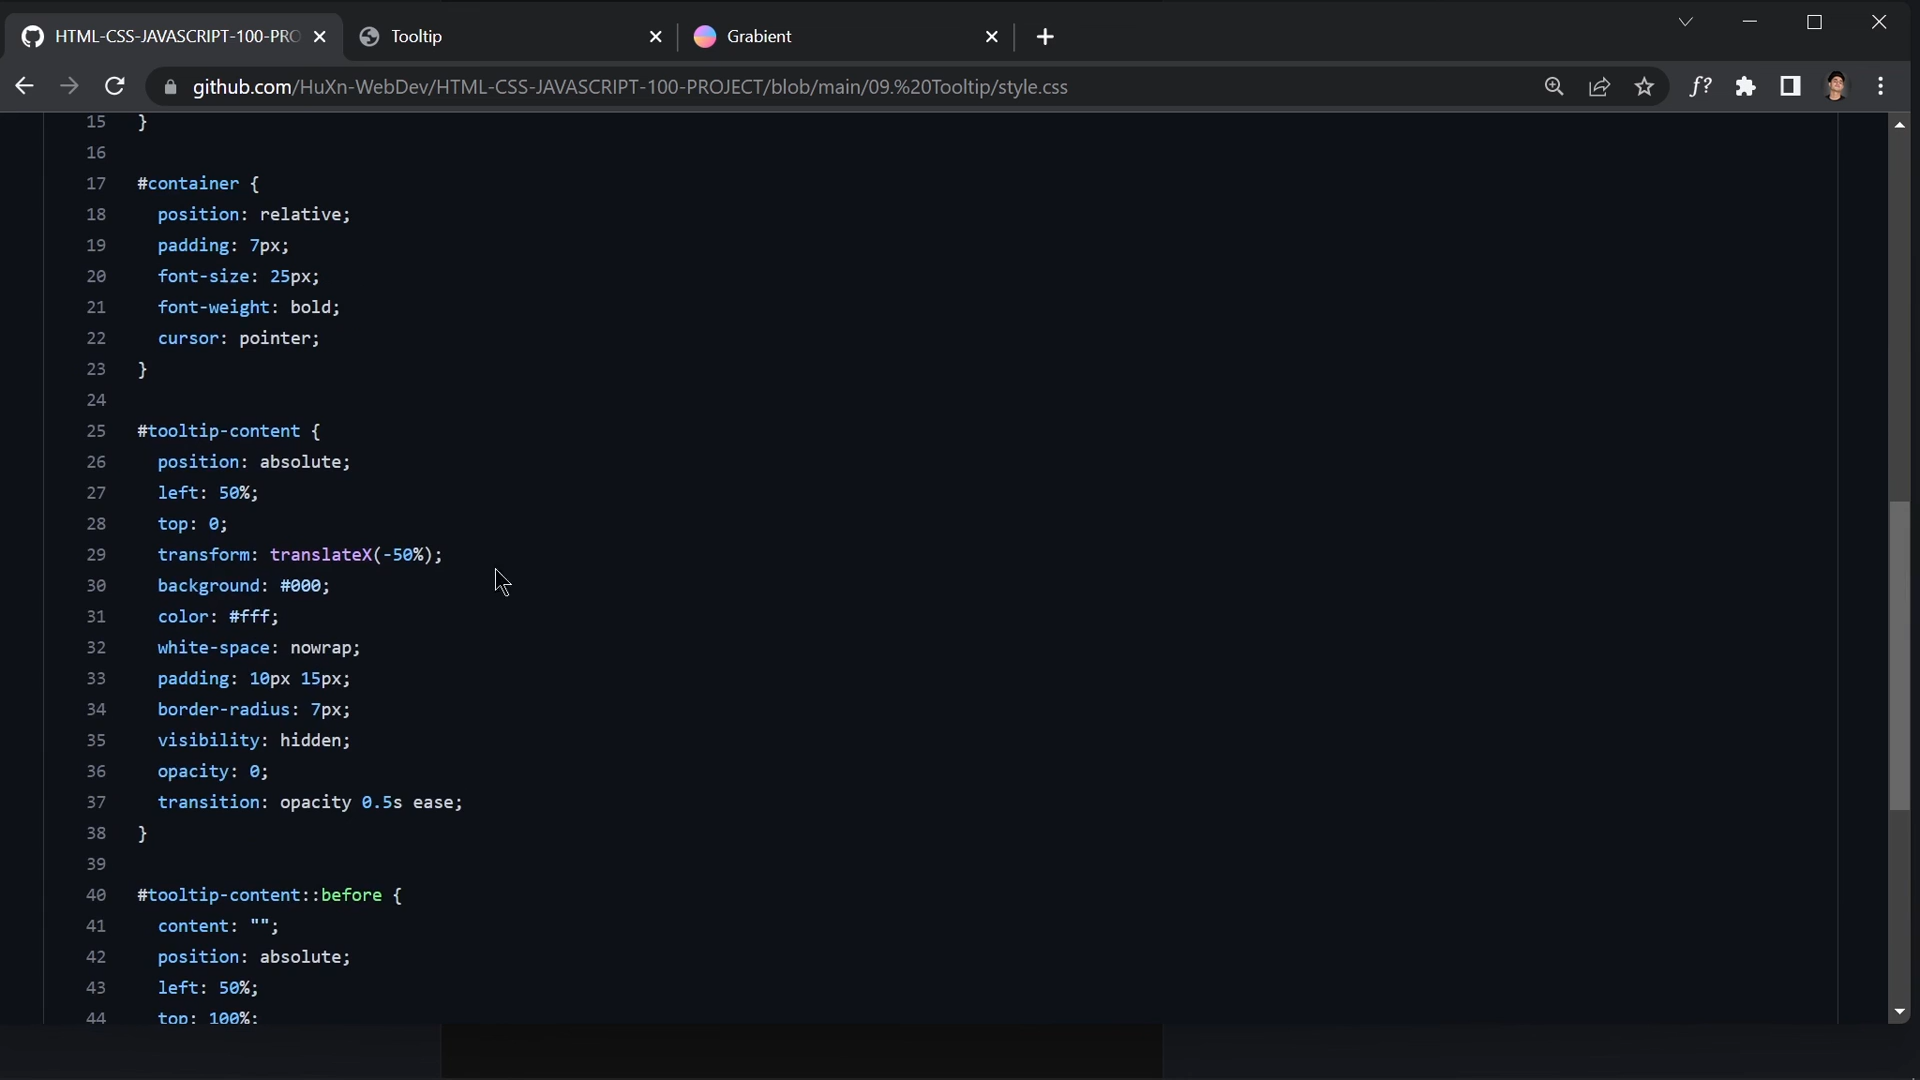 HTML-CSS-JAVASCRIPT-100-PRO
Tooltip
Grabient
github.com/HuXn-WebDev/HTML-CSS-JAVASCRIPT-100-PROJECT/blob/main/09.%20Tooltip/style.css
f?
15 }
16
17 #container {
18 position: relative;
19 padding: 7px;
20 font-size: 25px;
21 font-weight: bold;
22 cursor: pointer;
23 }
24
25 #tooltip-content {
26 position: absolute;
27 left: 50%;
28 top: 0;
29 transform: translateX(-50%);
30 background: #000;
31 color: #fff;
32 white-space: nowrap;
33 padding: 10px 15px;
34 border-radius: 7px;
35 visibility: hidden;
36 opacity: 0;
37 transition: opacity 0.5s ease;
38 }
39
40 #tooltip-content::before {
41 content: "";
42 position: absolute;
43 left: 50%;
44 top: 100%;